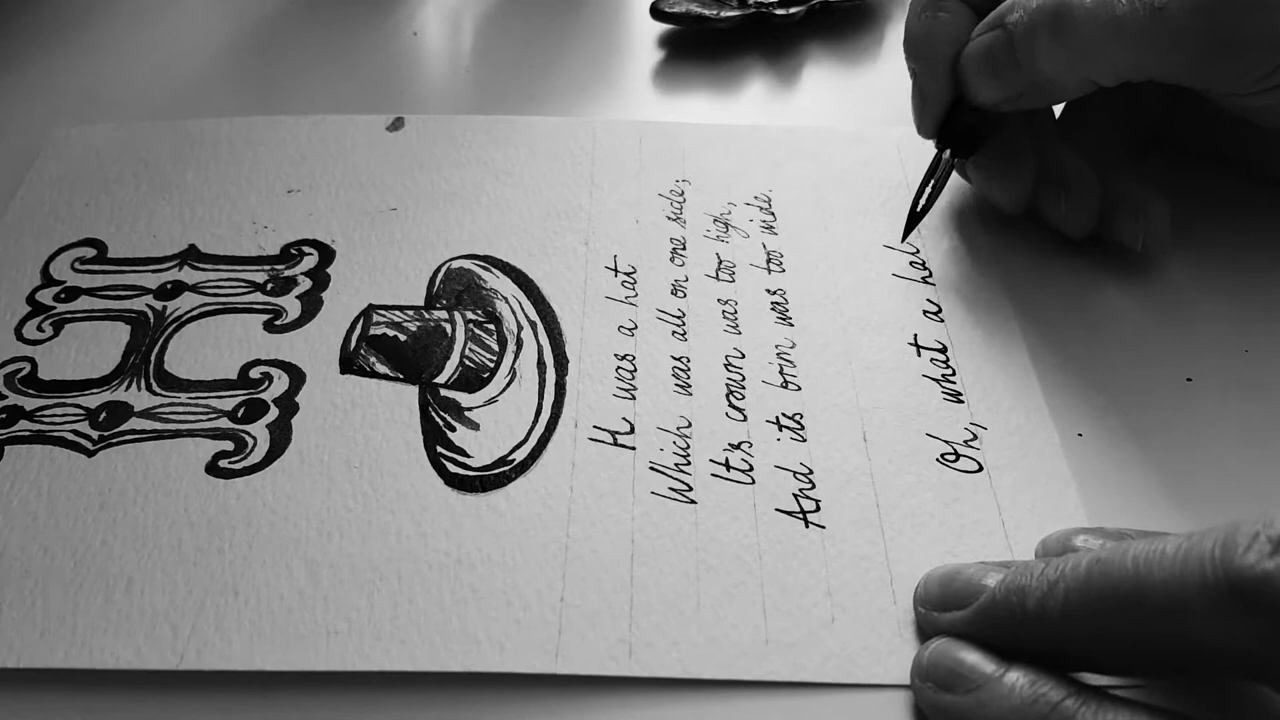 H
H was a hat
Which was all on one side;
It's crown was too high,
And its brim was too wide.
Oh, what a hat